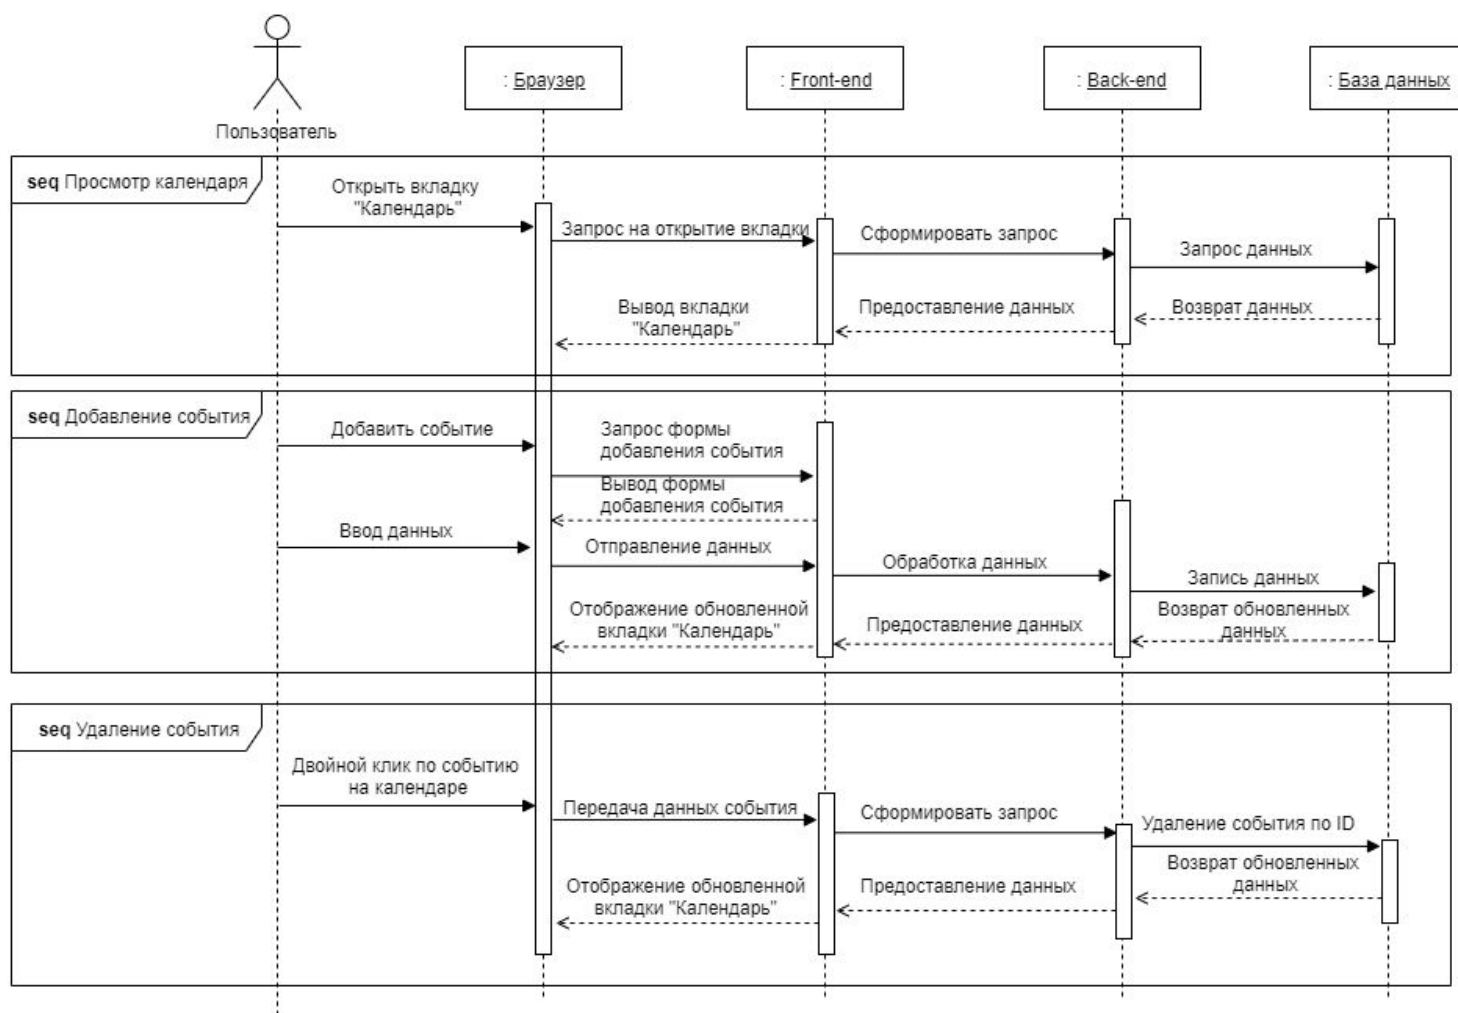 Пользователь
: Браузер
: Front-end
: Back-end
: База данных
seq Просмотр календаря
Открыть вкладку
"Календарь"
Запрос на открытие вкладки
Сформировать запрос
Запрос данных
Вывод вкладки
"Календарь"
Предоставление данных
Возврат данных
seq Добавление события
Добавить событие
Запрос формы
добавления события
Вывод формы
добавления события
Ввод данных
Отправление данных
Обработка данных
Запись данных
Отображение обновленной
вкладки "Календарь"
Предоставление данных
Возврат обновленных
данных
seq Удаление события
Двойной клик по событию
на календаре
Передача данных события
Сформировать запрос
Удаление события по ID
Отображение обновленной
вкладки "Календарь"
Предоставление данных
Возврат обновленных
данных